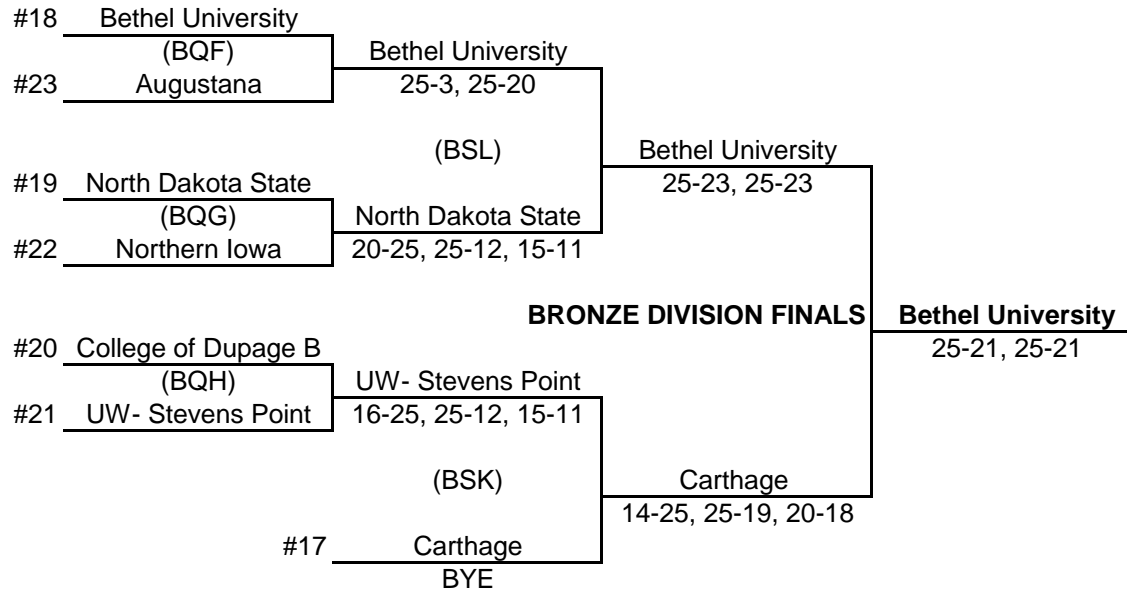 #18 Bethel University
(BQF) Bethel University
#23 Augustana 25-3, 25-20
(BSL) Bethel University
#19 North Dakota State 25-23, 25-23
(BQG) North Dakota State
#22 Northern Iowa 20-25, 25-12, 15-11
BRONZE DIVISION FINALS Bethel University
#20 College of Dupage B 25-21, 25-21
(BQH) UW- Stevens Point
#21 UW- Stevens Point 16-25, 25-12, 15-11
(BSK) Carthage
14-25, 25-19, 20-18
#17 Carthage
BYE